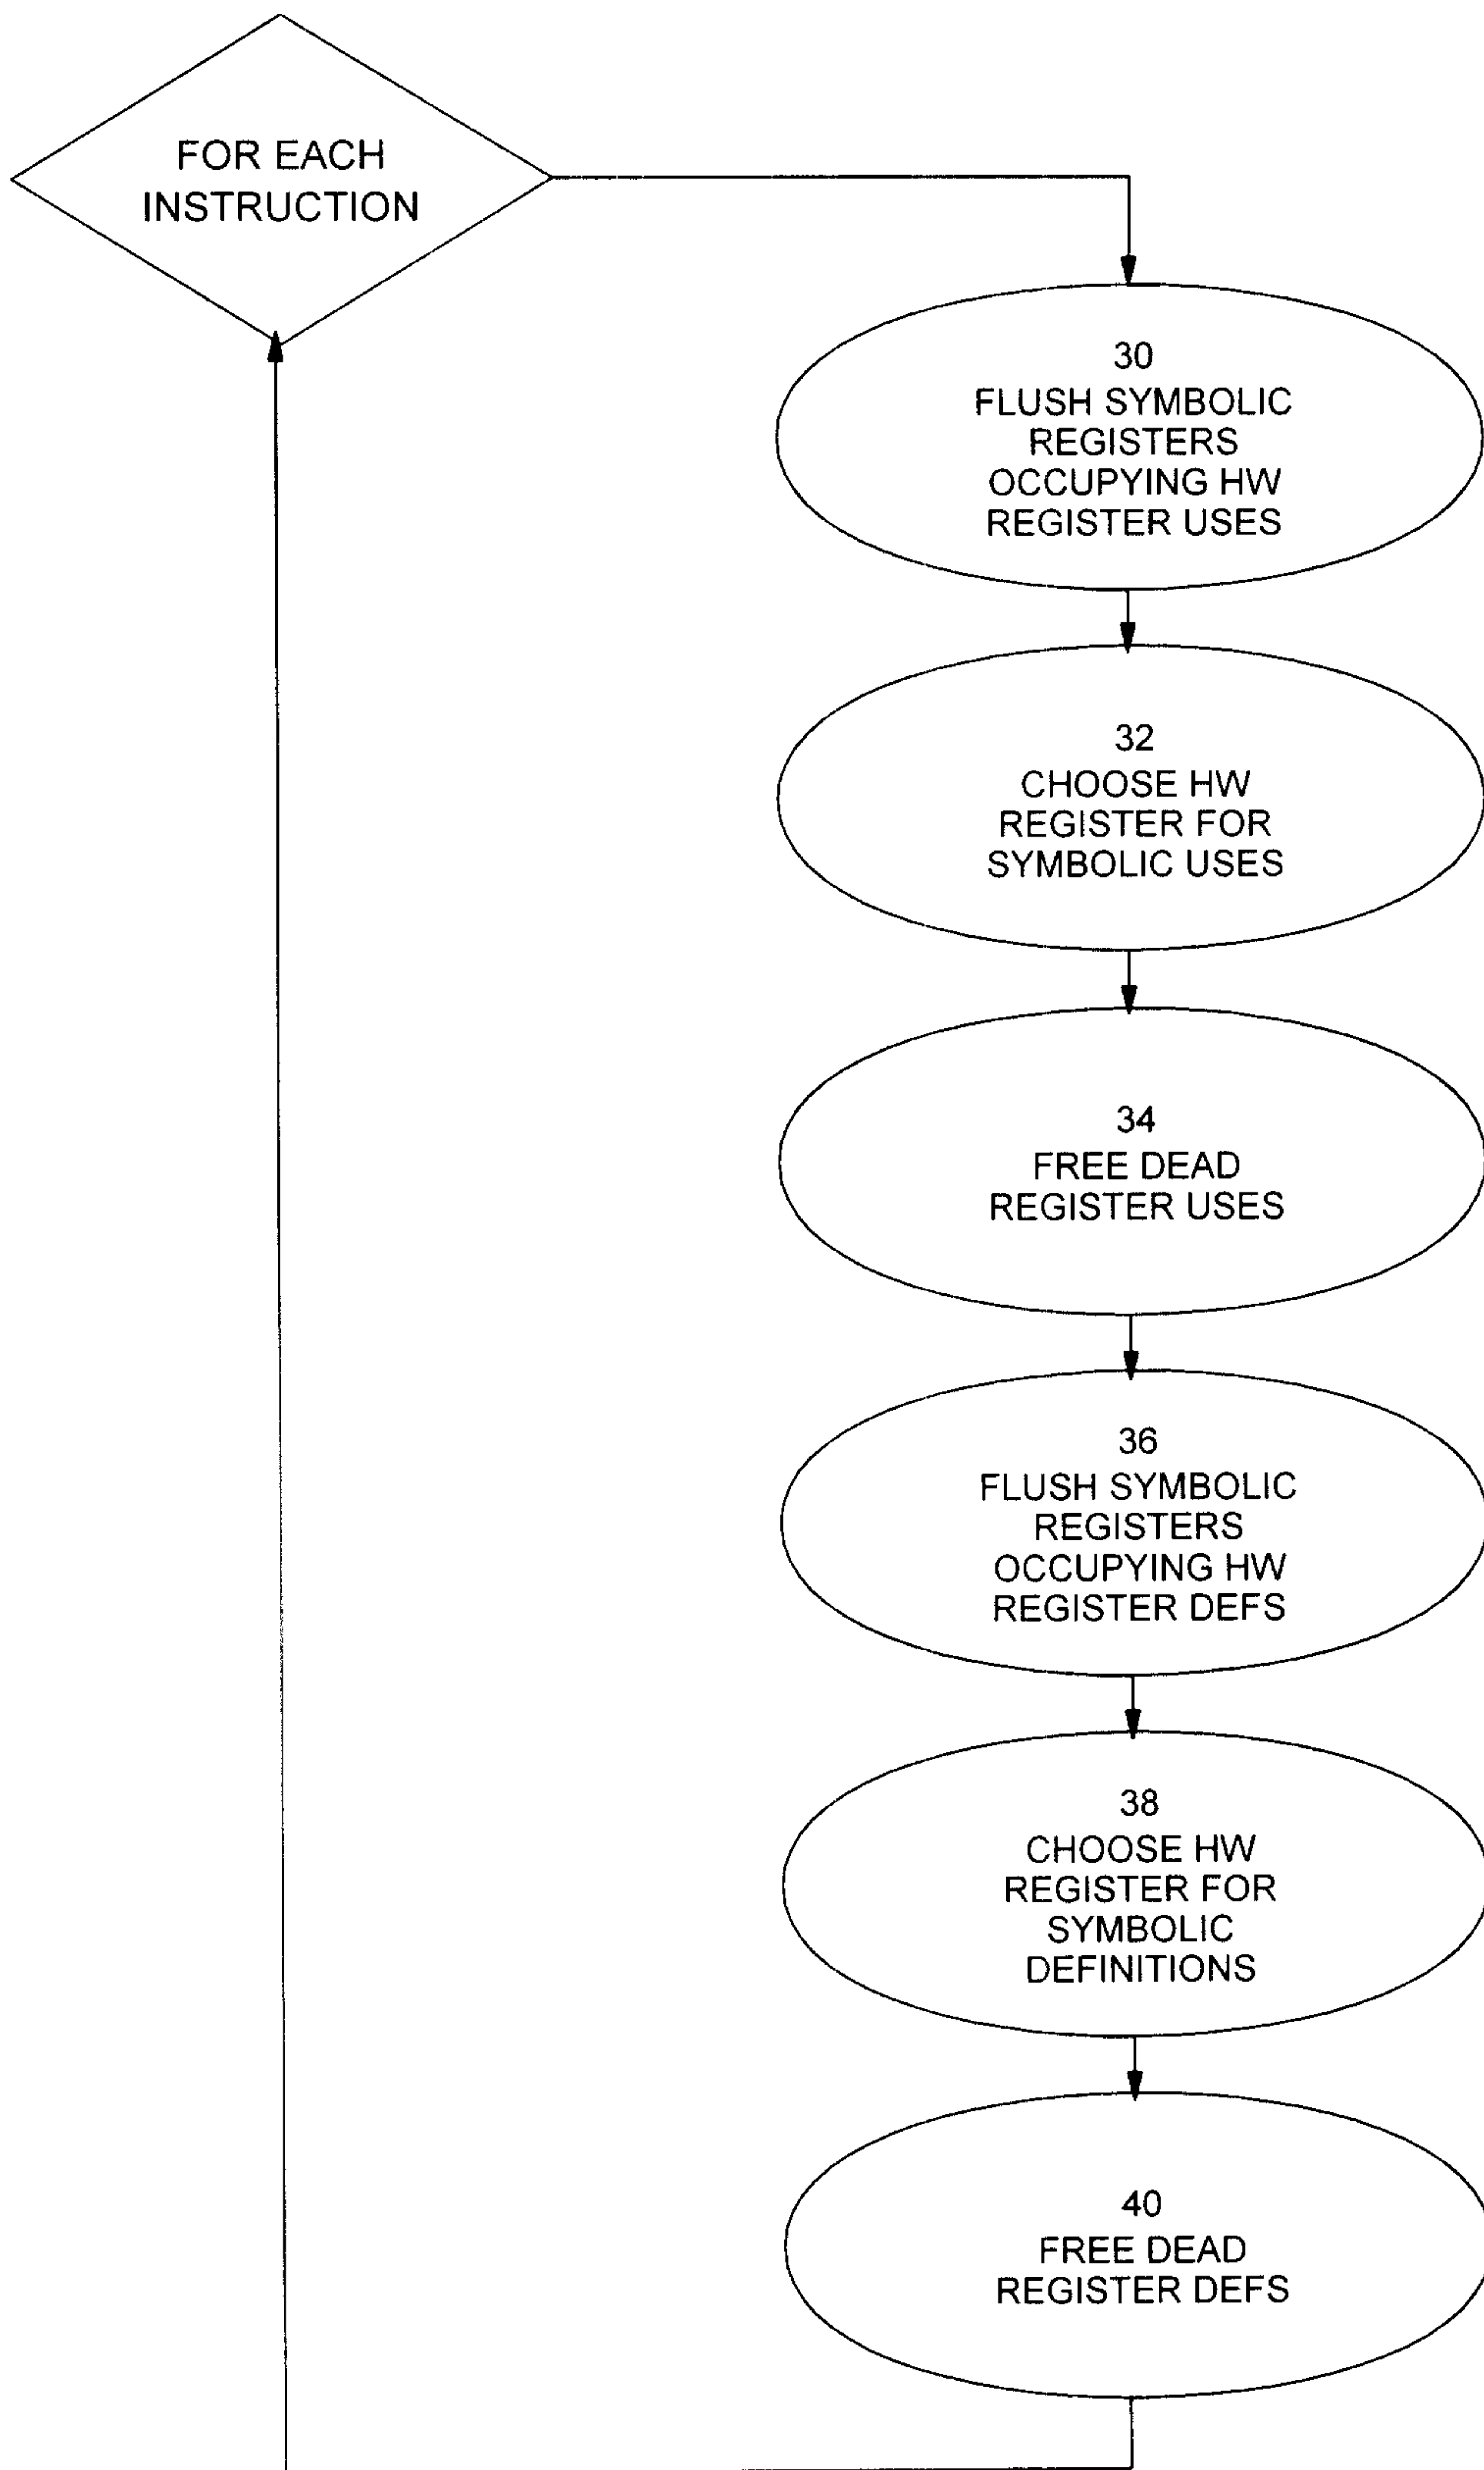 FOR EACH
INSTRUCTION
30
FLUSH SYMBOLIC
REGISTERS
OCCUPYING HW
REGISTER USES
32
CHOOSE HW
REGISTER FOR
SYMBOLIC USES
34
FREE DEAD
REGISTER USES
36
FLUSH SYMBOLIC
REGISTERS
OCCUPYING HW
REGISTER DEFS
38
CHOOSE HW
REGISTER FOR
SYMBOLIC
DEFINITIONS
40
FREE DEAD
REGISTER DEFS